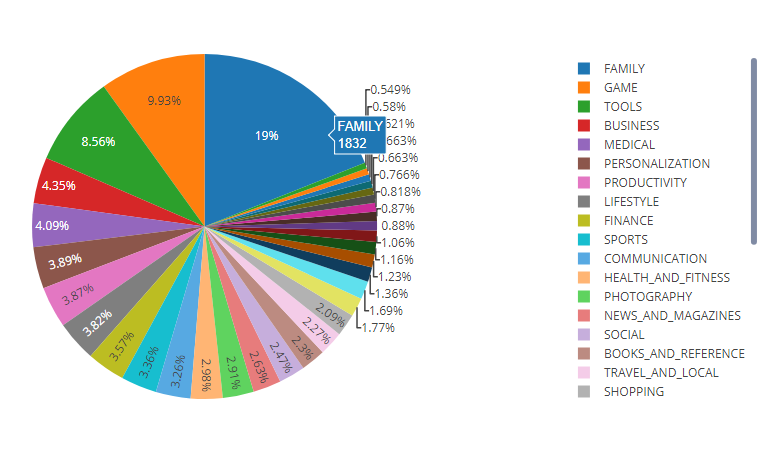 19%
9.93%
8.56%
4.35%
4.09%
3.89%
3.87%
3.82%
3.57%
3.36%
3.26%
2.98%
2.91%
2.63%
2.47%
2.3%
2.27%
2.09%
1.77%
1.69%
1.36%
1.23%
1.16%
1.06%
0.88%
0.87%
0.818%
0.766%
0.663%
0.58%
0.549%
FAMILY
1832
FAMILY
GAME
TOOLS
BUSINESS
MEDICAL
PERSONALIZATION
PRODUCTIVITY
LIFESTYLE
FINANCE
SPORTS
COMMUNICATION
HEALTH_AND_FITNESS
PHOTOGRAPHY
NEWS_AND_MAGAZINES
SOCIAL
BOOKS_AND_REFERENCE
TRAVEL_AND_LOCAL
SHOPPING